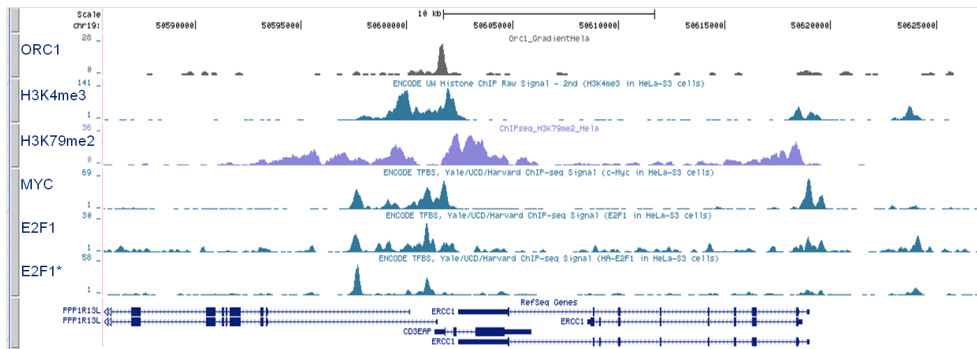 Scale 10 kb
chr19: 50590000 50595000 50600000 50605000 50610000 50615000 50620000 50625000
28 Orc1_GradientHela
ORC1
0
141 ENCODE UW Histone ChIP Raw Signal - 2nd (H3K4me3 in HeLa-S3 cells)
H3K4me3
1
36 ChIPseq_H3K79me2_Hela
H3K79me2
0
69 ENCODE TFBS, Yale/UCD/Harvard ChIP-seq Signal (c-Myc in HeLa-S3 cells)
MYC
1
30 ENCODE TFBS, Yale/UCD/Harvard ChIP-seq Signal (E2F1 in HeLa-S3 cells)
E2F1
1
58 ENCODE TFBS, Yale/UCD/Harvard ChIP-seq Signal (HA-E2F1 in HeLa-S3 cells)
E2F1*
1
RefSeq Genes
PPP1R13L ERCC1
PPP1R13L ERCC1
CD3EAP
ERCC1